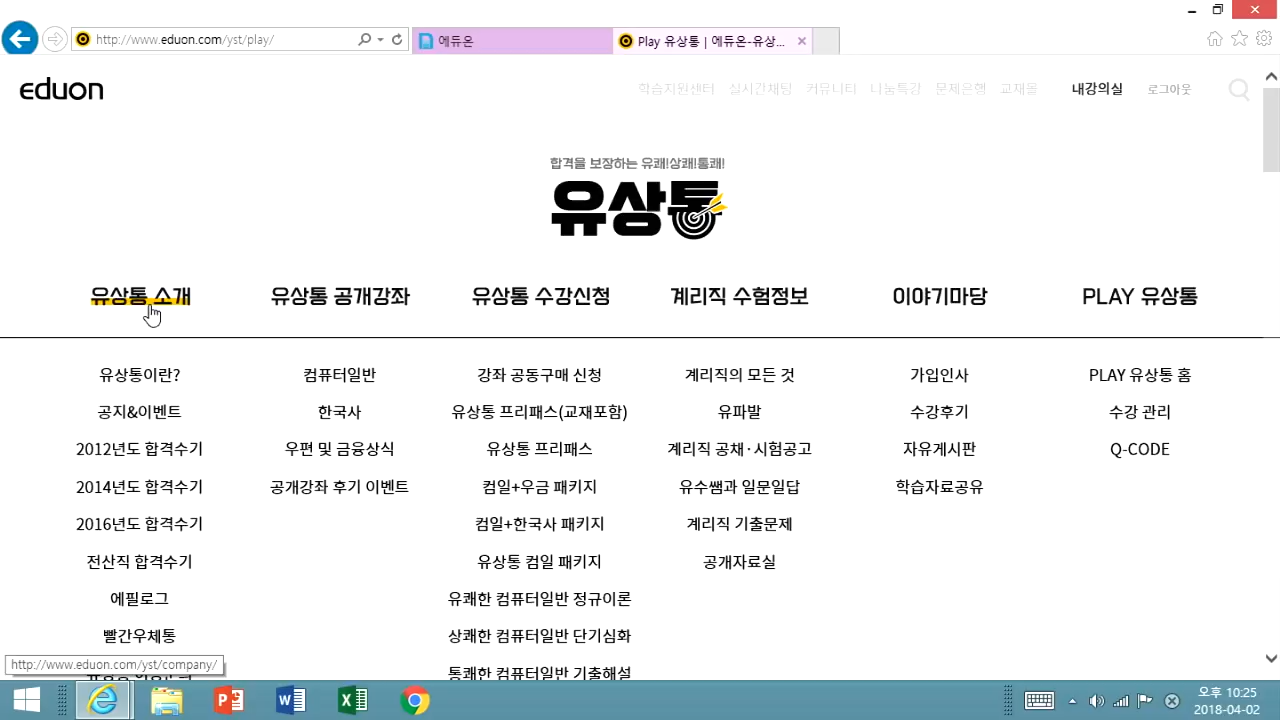 http://www.eduon.com/yst/play/
에듀온
Play 유상통 | 에듀온-유상...
eduon
학습지원센터 실시간채팅 커뮤니티 나눔특강 문제은행 교재몰 내강의실 로그아웃
합격을 보장하는 유쾌!상쾌!통쾌!
유상통
유상통 소개 유상통 공개강좌 유상통 수강신청 계리직 수험정보 이야기마당 PLAY 유상통
유상통이란? 컴퓨터일반 강좌 공동구매 신청 계리직의 모든 것 가입인사 PLAY 유상통 홈
공지&이벤트 한국사 유상통 프리패스(교재포함) 유파발 수강후기 수강 관리
2012년도 합격수기 우편 및 금융상식 유상통 프리패스 계리직 공채·시험공고 자유게시판 Q-CODE
2014년도 합격수기 공개강좌 후기 이벤트 컴일+우금 패키지 유수쌤과 일문일답 학습자료공유
2016년도 합격수기 컴일+한국사 패키지 계리직 기출문제
전산직 합격수기 유상통 컴일 패키지 공개자료실
에필로그 유쾌한 컴퓨터일반 정규이론
빨간우체통 상쾌한 컴퓨터일반 단기심화
통쾌한 컴퓨터일반 기출해설
http://www.eduon.com/yst/company/
오후 10:25
2018-04-02